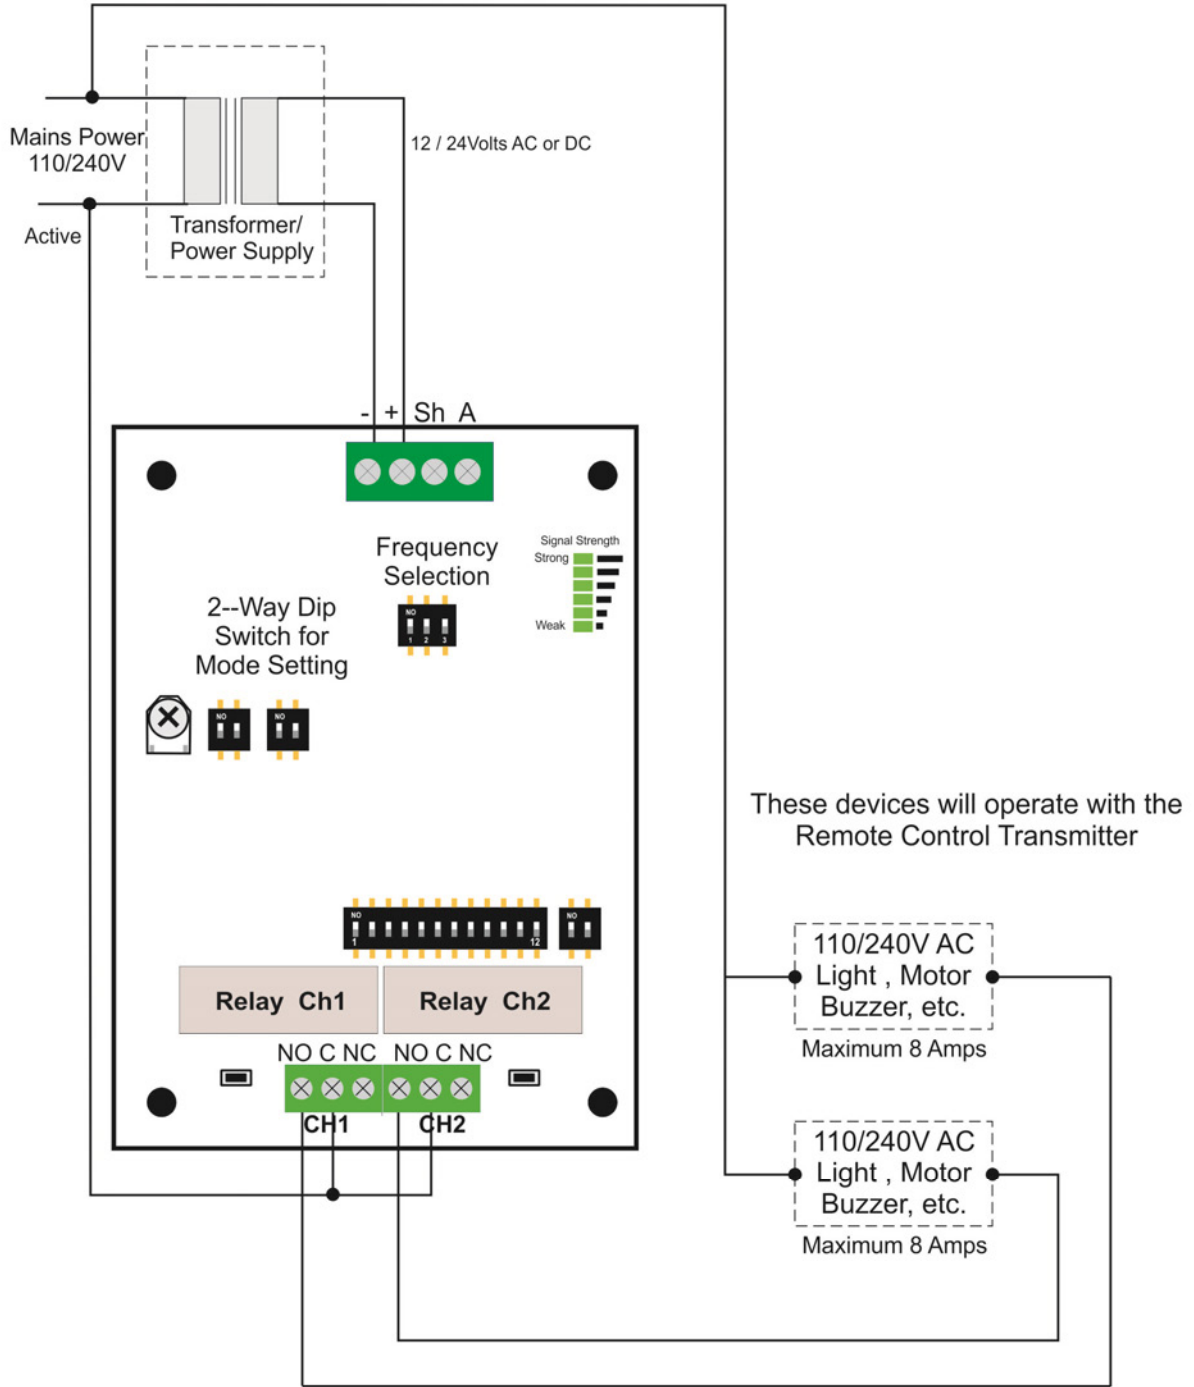 Mains Power
110/240V
Active
Transformer/
Power Supply
12 / 24Volts AC or DC
- + Sh A
Frequency
Selection
NO
1 2 3
Signal Strength
Strong
Weak
2--Way Dip
Switch for
Mode Setting
NO
NO
These devices will operate with the
Remote Control Transmitter
NO
1 12
NO
Relay Ch1
Relay Ch2
NO C NC
NO C NC
CH1
CH2
110/240V AC
Light , Motor
Buzzer, etc.
Maximum 8 Amps
110/240V AC
Light , Motor
Buzzer, etc.
Maximum 8 Amps